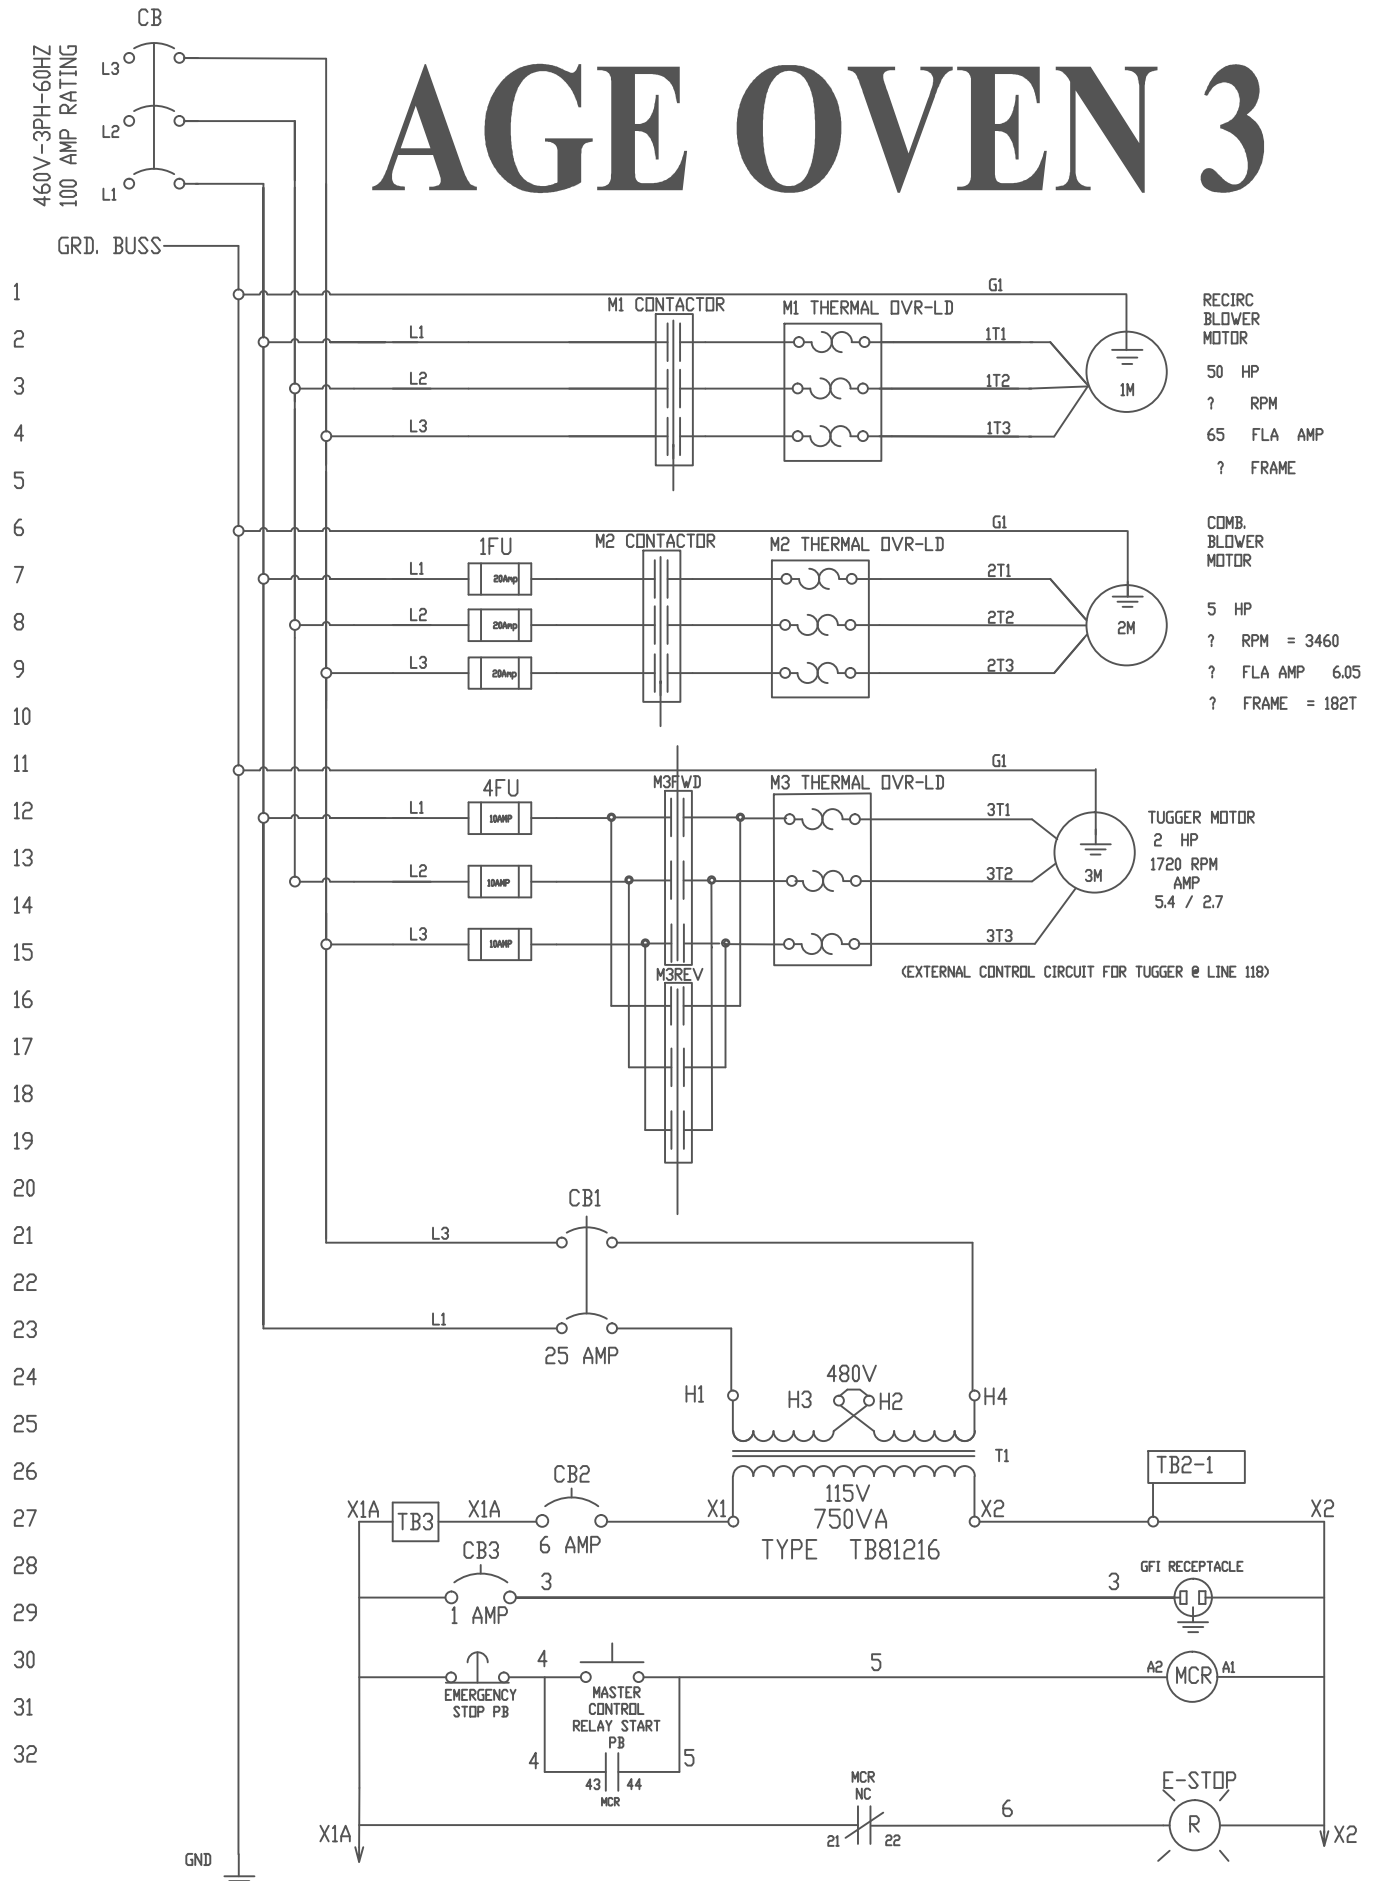 CB
AGE OVEN 3
460V-3PH-60HZ
100 AMP RATING
L3
L2
L1
GRD. BUSS
1
G1
M1 CONTACTOR
M1 THERMAL OVR-LD
RECIRC
BLOWER
MOTOR
2
L1
1T1
3
L2
1T2
1M
50 HP
? RPM
4
L3
1T3
65 FLA AMP
? FRAME
5
6
G1
1FU
M2 CONTACTOR
M2 THERMAL OVR-LD
COMB.
BLOWER
MOTOR
7
L1
20Amp
2T1
8
L2
20Amp
2T2
2M
5 HP
? RPM = 3460
9
L3
20Amp
2T3
? FLA AMP 6.05
? FRAME = 182T
10
11
G1
4FU
M3FWD
M3 THERMAL OVR-LD
12
L1
10AMP
3T1
TUGGER MOTOR
2 HP
1720 RPM
AMP
5.4 / 2.7
13
L2
10AMP
3T2
3M
14
L3
10AMP
3T3
15
M3REV
(EXTERNAL CONTROL CIRCUIT FOR TUGGER @ LINE 118)
16
17
18
19
20
CB1
21
L3
22
23
L1
25 AMP
24
480V
H1
H3
H2
H4
25
T1
26
CB2
TB2-1
115V
27
X1A
TB3
X1A
6 AMP
X1
750VA
X2
X2
TYPE TB81216
28
CB3
3
3
GFI RECEPTACLE
29
1 AMP
30
4
5
A2
MCR
A1
EMERGENCY
STOP PB
MASTER
CONTROL
RELAY START
PB
31
32
4
5
43
44
MCR
MCR
NC
6
E-STOP
21
22
R
X1A
X2
GND